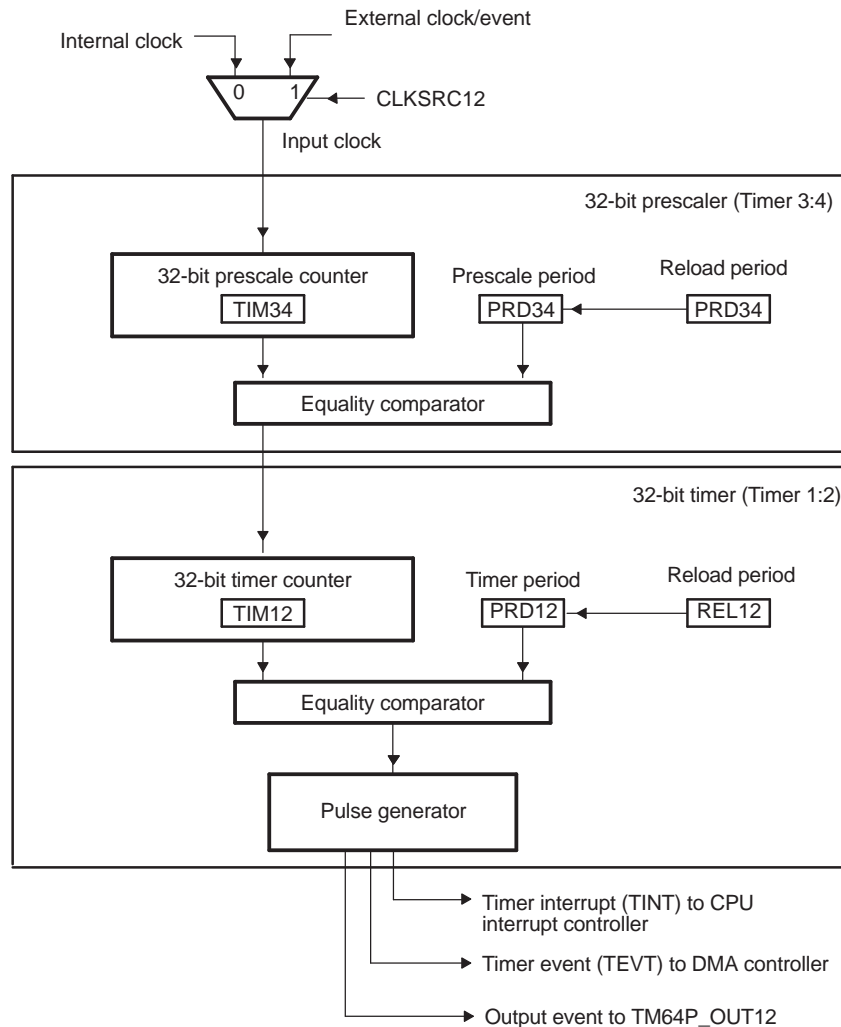 External clock/event
Internal clock
0 1
CLKSRC12
Input clock
32-bit prescaler (Timer 3:4)
32-bit prescale counter
TIM34
Prescale period
PRD34
Reload period
PRD34
Equality comparator
32-bit timer (Timer 1:2)
32-bit timer counter
TIM12
Timer period
PRD12
Reload period
REL12
Equality comparator
Pulse generator
Timer interrupt (TINT) to CPU
interrupt controller
Timer event (TEVT) to DMA controller
Output event to TM64P_OUT12